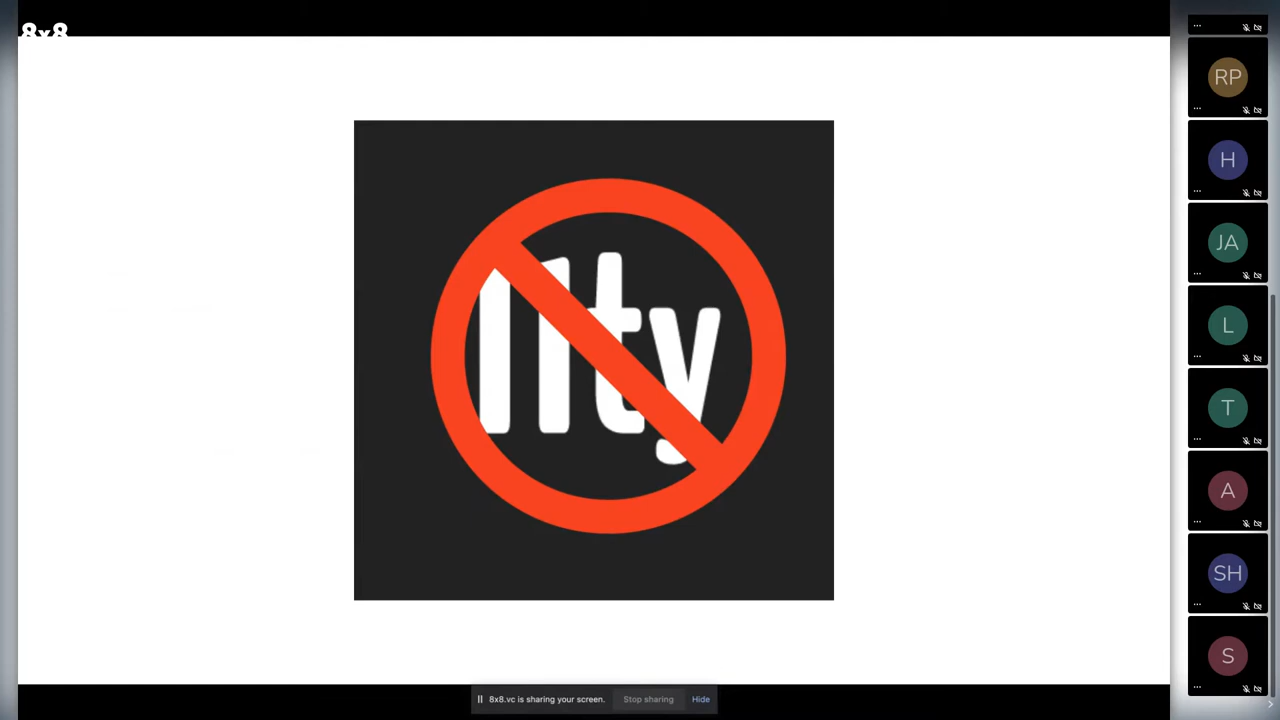 8x8
11ty
RP
H
JA
L
T
A
SH
S
8x8.vc is sharing your screen.
Stop sharing
Hide